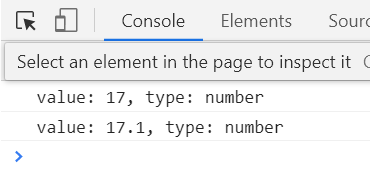 Console Elements Sour
Select an element in the page to inspect it
value: 17, type: number
value: 17.1, type: number